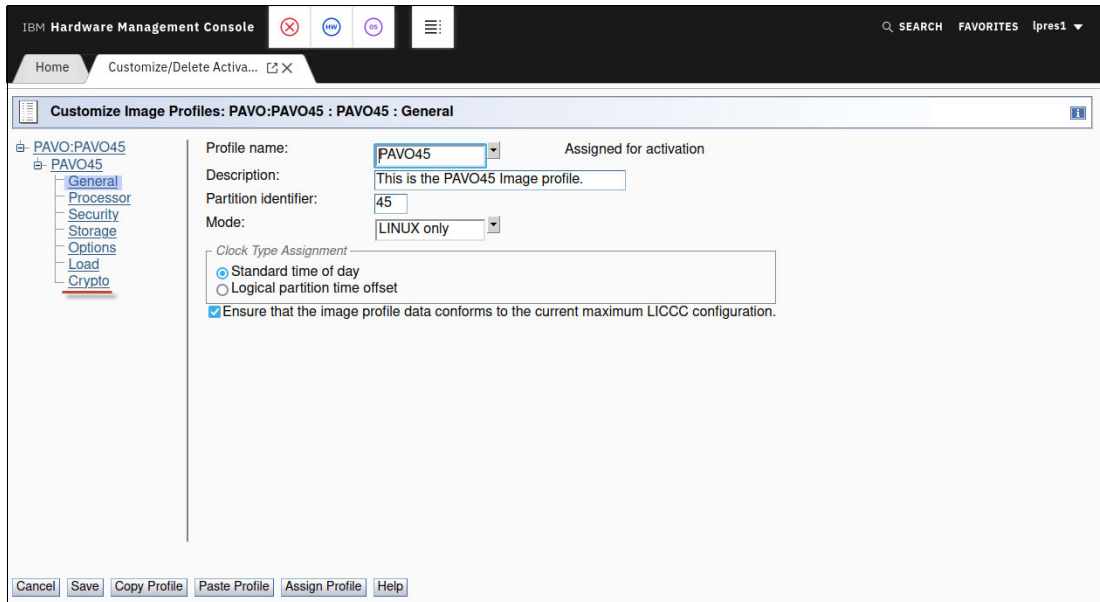 IBM Hardware Management Console HW OS SEARCH FAVORITES lpres1
Home Customize/Delete Activa...
Customize Image Profiles: PAVO:PAVO45 : PAVO45 : General i
PAVO:PAVO45
PAVO45
General
Processor
Security
Storage
Options
Load
Crypto
Profile name: PAVO45 Assigned for activation
Description: This is the PAVO45 Image profile.
Partition identifier: 45
Mode: LINUX only
Clock Type Assignment
Standard time of day
Logical partition time offset
Ensure that the image profile data conforms to the current maximum LICCC configuration.
Cancel Save Copy Profile Paste Profile Assign Profile Help